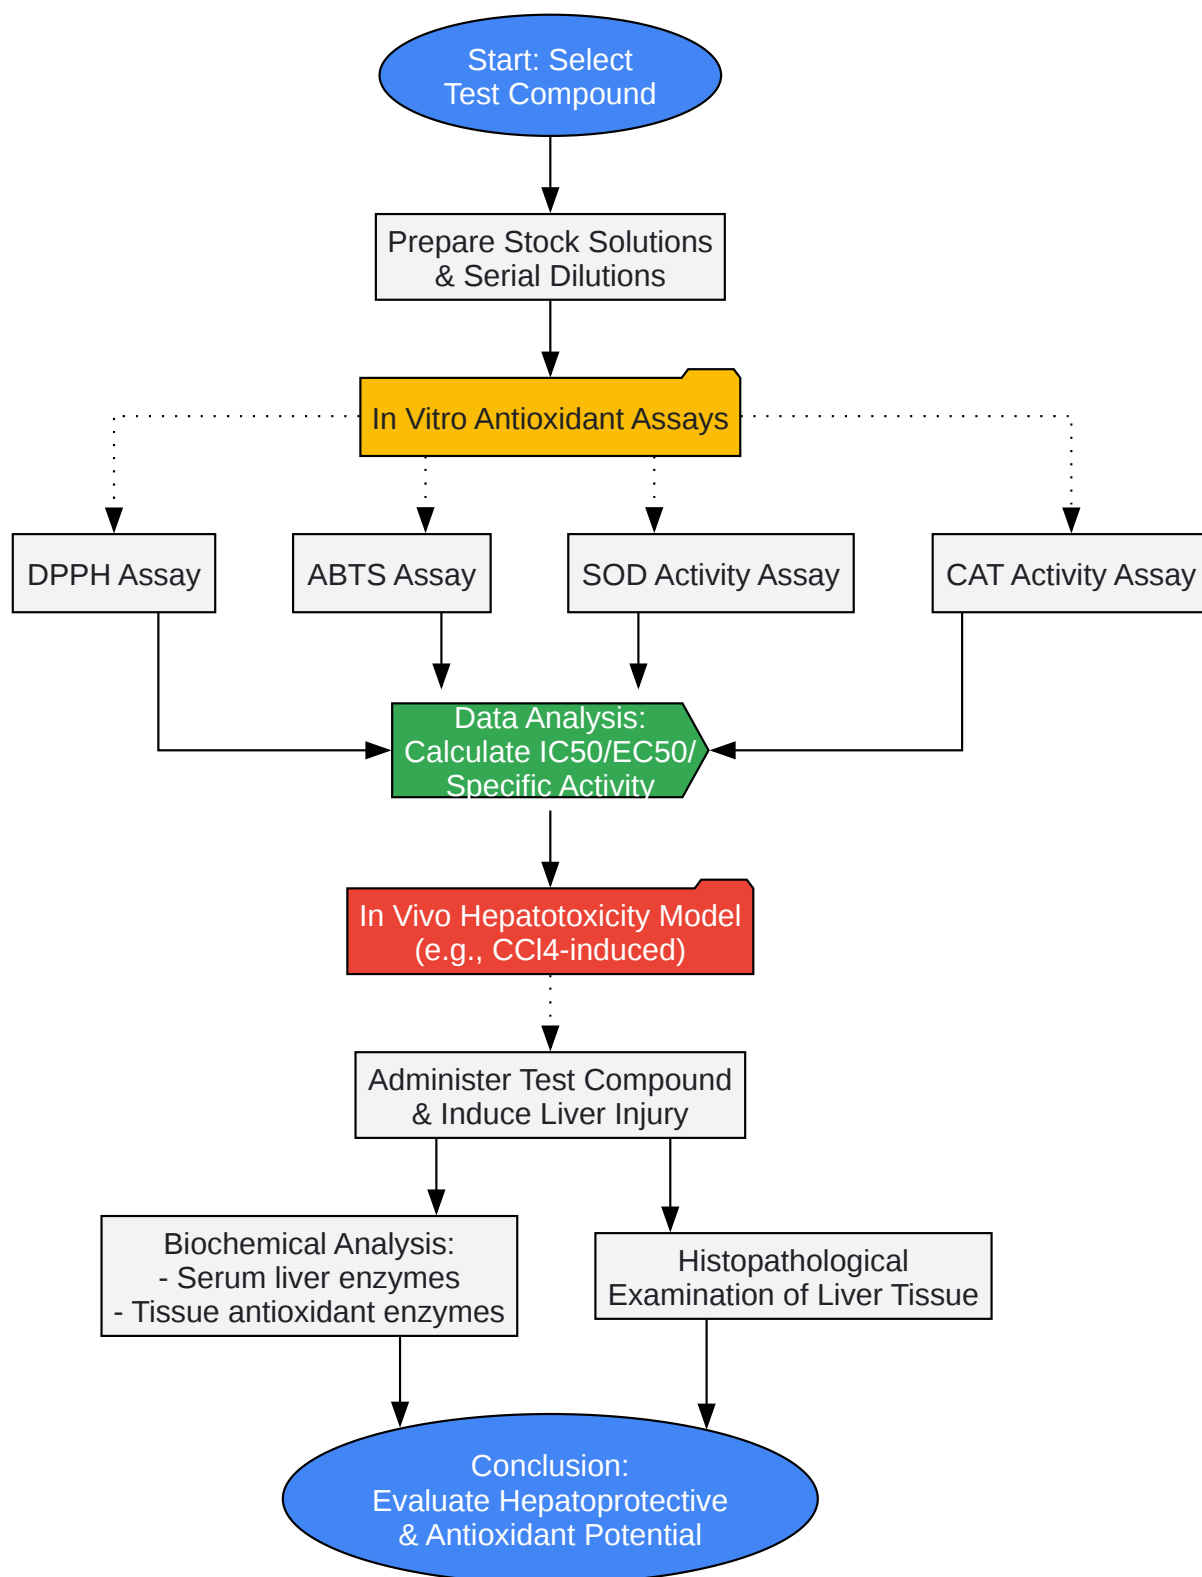 Start: Select
Test Compound
Prepare Stock Solutions
& Serial Dilutions
In Vitro Antioxidant Assays
DPPH Assay
ABTS Assay
SOD Activity Assay
CAT Activity Assay
Data Analysis:
Calculate IC50/EC50/
Specific Activity
In Vivo Hepatotoxicity Model
(e.g., CCl4-induced)
Administer Test Compound
& Induce Liver Injury
Biochemical Analysis:
- Serum liver enzymes
- Tissue antioxidant enzymes
Histopathological
Examination of Liver Tissue
Conclusion:
Evaluate Hepatoprotective
& Antioxidant Potential